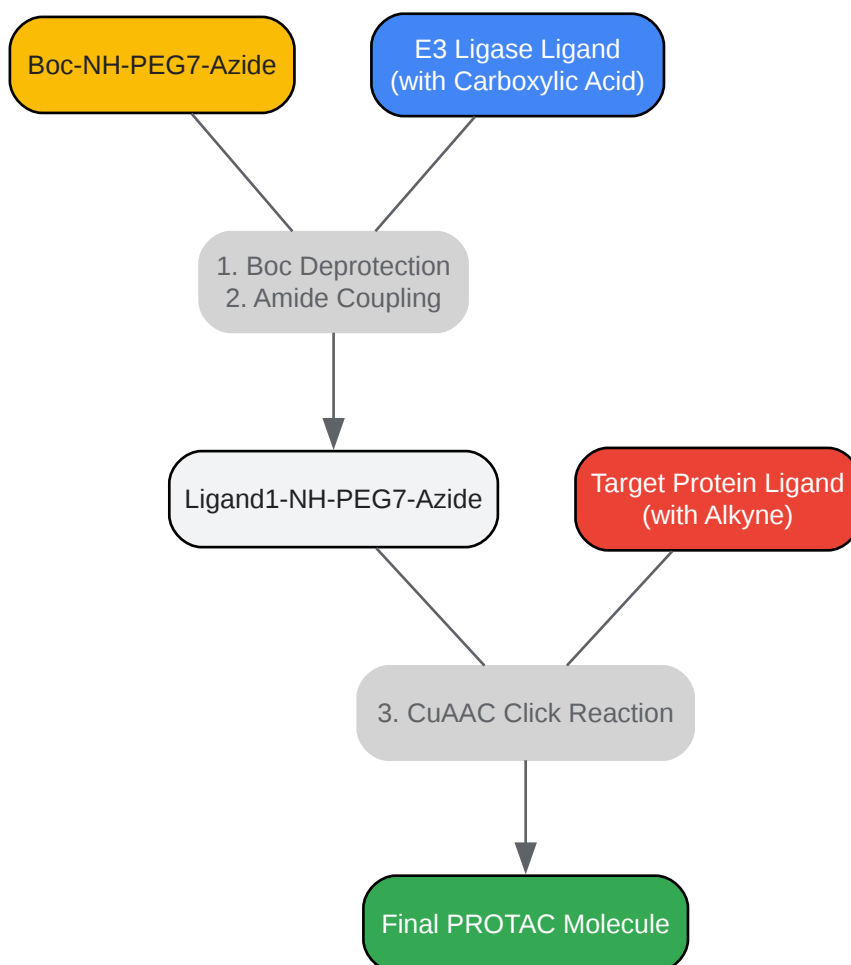 Boc-NH-PEG7-Azide
E3 Ligase Ligand
(with Carboxylic Acid)
1. Boc Deprotection
2. Amide Coupling
Ligand1-NH-PEG7-Azide
Target Protein Ligand
(with Alkyne)
3. CuAAC Click Reaction
Final PROTAC Molecule